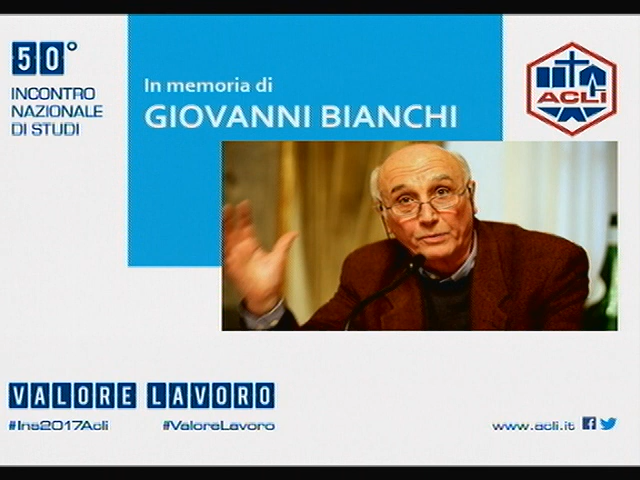 50°
INCONTRO
NAZIONALE
DI STUDI
In memoria di
GIOVANNI BIANCHI
ACLI
VALORE LAVORO
#Ins2017Acli #ValoreLavoro
www.acli.it